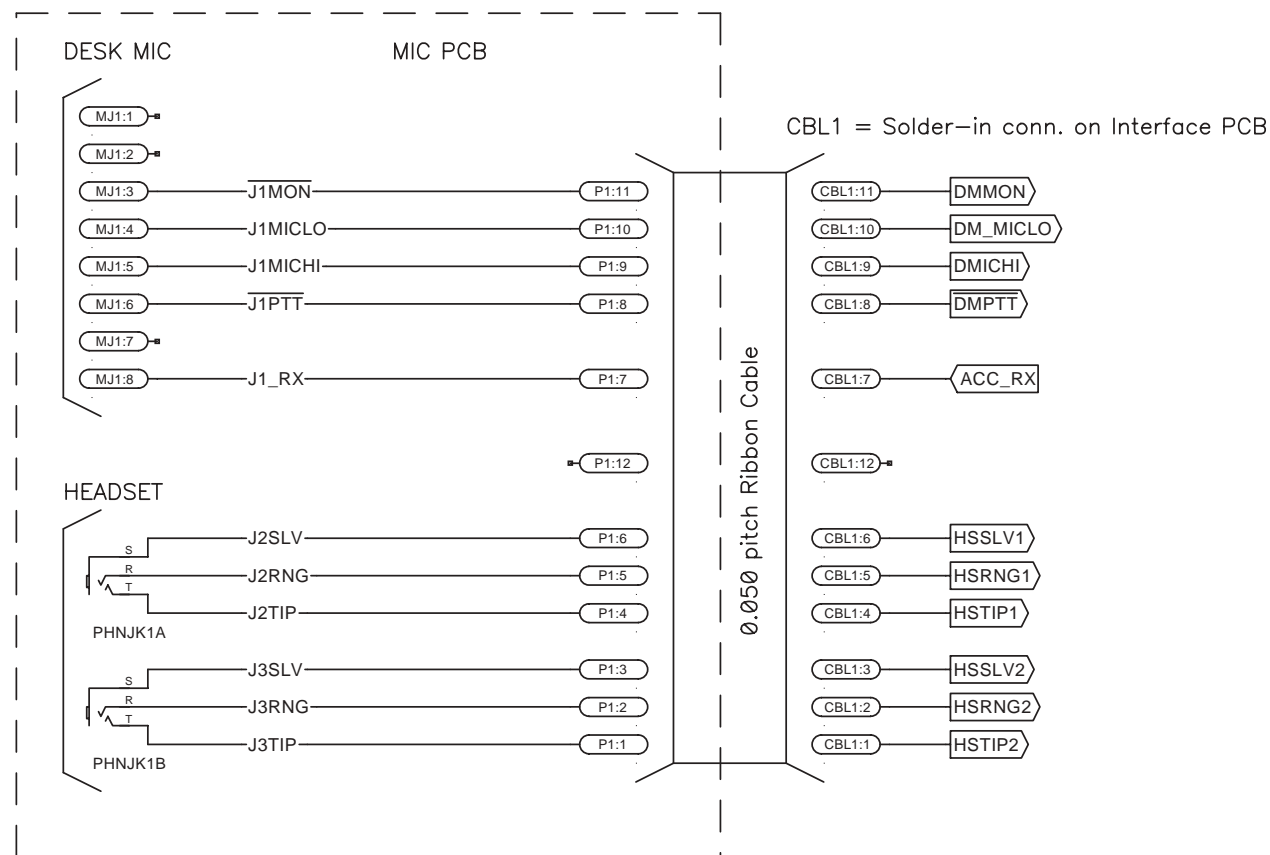 DESK MIC
MIC PCB
CBL1 = Solder-in conn. on Interface PCB
MJ1:1
MJ1:2
MJ1:3 J1MON P1:11 CBL1:11 DMMON
MJ1:4 J1MICLO P1:10 CBL1:10 DM_MICLO
MJ1:5 J1MICHI P1:9 CBL1:9 DMICHI
MJ1:6 J1PTT P1:8 CBL1:8 DMPTT
MJ1:7
MJ1:8 J1_RX P1:7 CBL1:7 ACC_RX
0.050 pitch Ribbon Cable
P1:12 CBL1:12
HEADSET
S J2SLV P1:6 CBL1:6 HSSLV1
R J2RNG P1:5 CBL1:5 HSRNG1
T J2TIP P1:4 CBL1:4 HSTIP1
PHNJK1A
S J3SLV P1:3 CBL1:3 HSSLV2
R J3RNG P1:2 CBL1:2 HSRNG2
T J3TIP P1:1 CBL1:1 HSTIP2
PHNJK1B